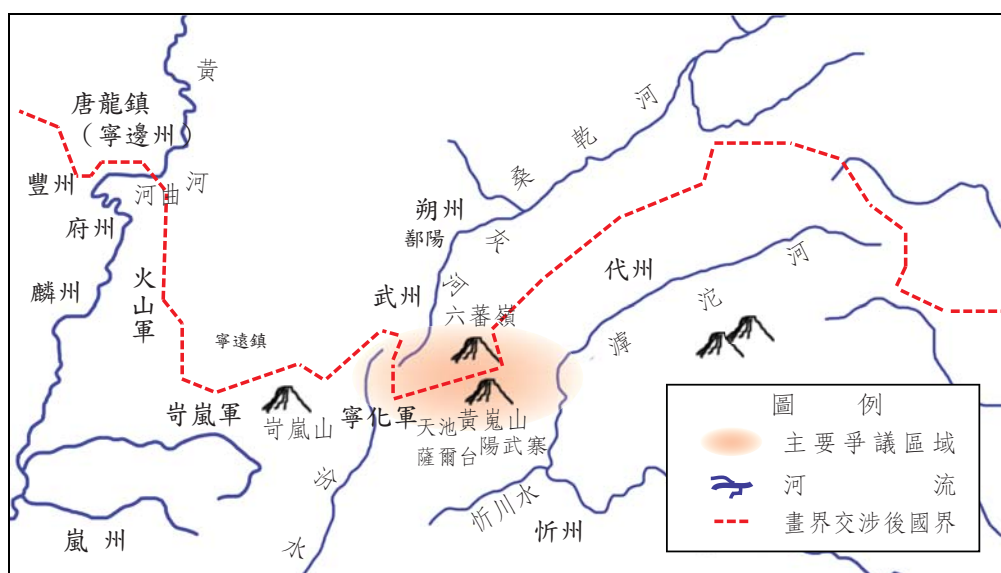 黃
唐龍鎮
（寧邊州）
豐州
河曲
河
府州
麟州
火山軍
寧遠鎮
岢嵐軍
岢嵐山
嵐州
桑乾河
朔州
鄯陽
武州
灰河
六蕃嶺
寧化軍
天池
黃嵬山
薩爾台
陽武寨
汾水
代州
滹沱河
忻川水
忻州
圖例
主要爭議區域
河流
畫界交涉後國界